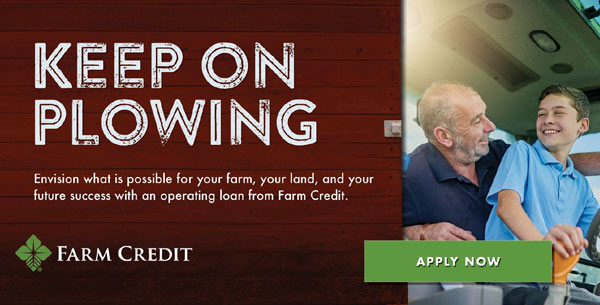 KEEP ON
PLOWING
Envision what is possible for your farm, your land, and your
future success with an operating loan from Farm Credit.
FARM CREDIT
APPLY NOW